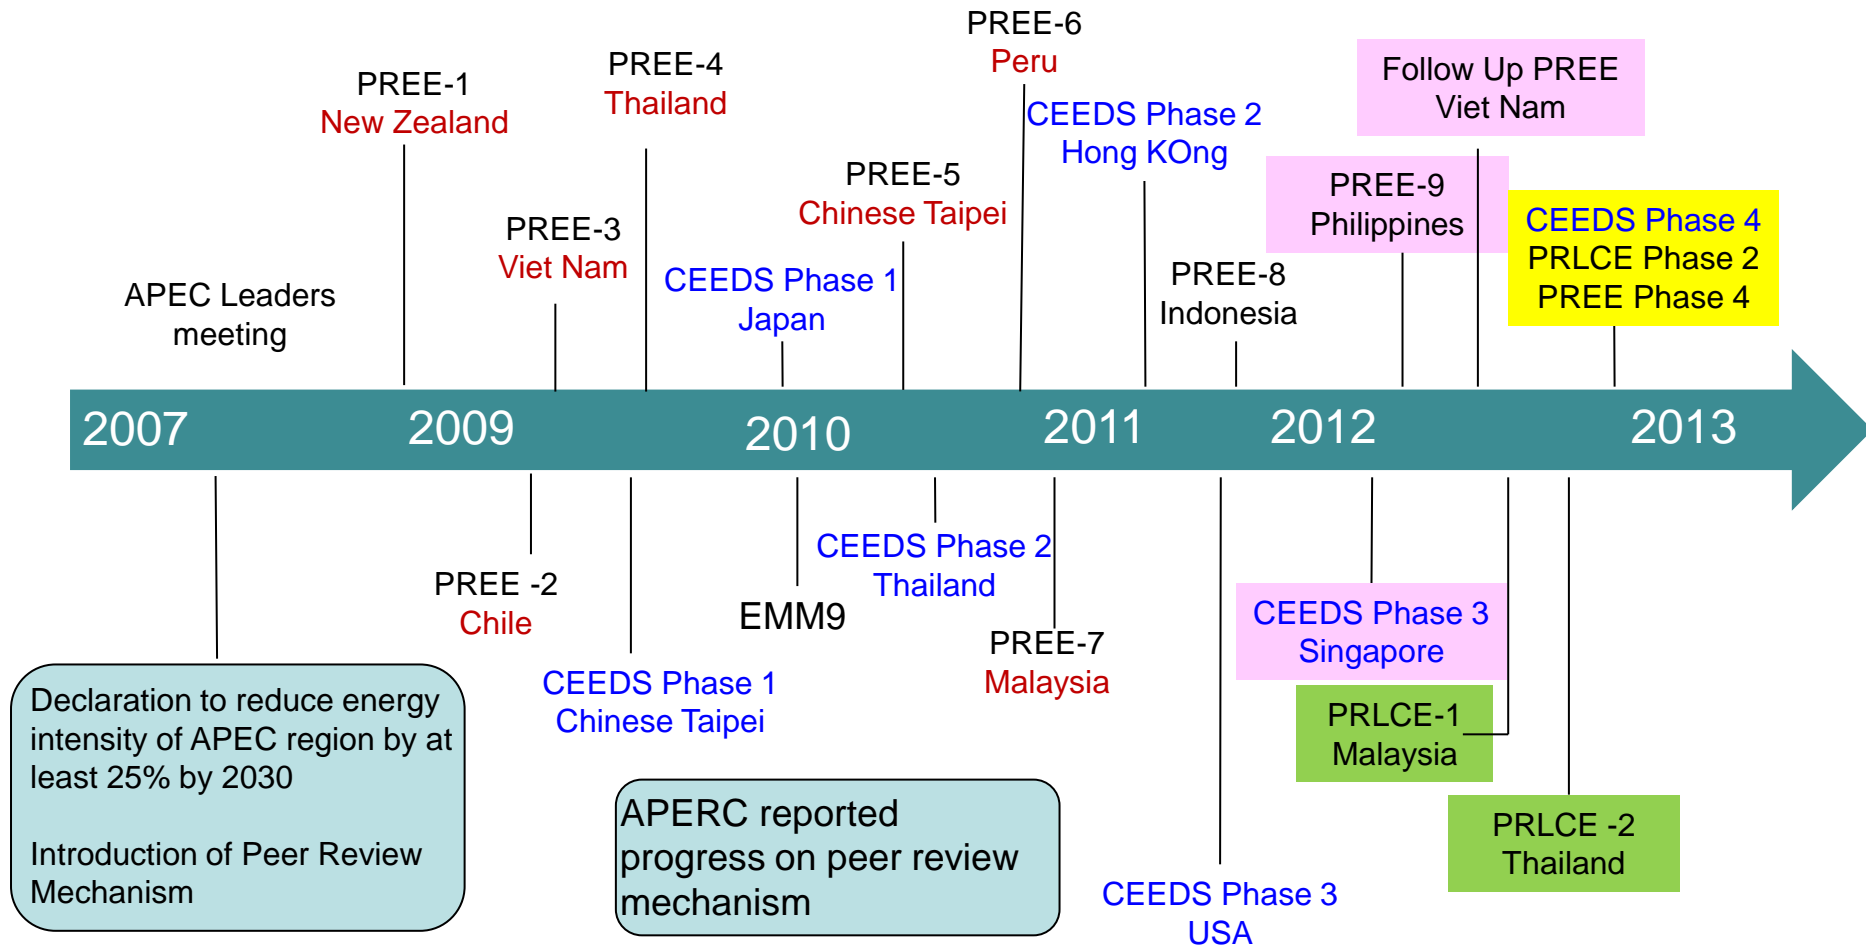 PREE-6
Peru
PREE-4
Thailand
PREE-1
New Zealand
Follow Up PREE
Viet Nam
CEEDS Phase 2
Hong KOng
PREE-5
Chinese Taipei
PREE-9
Philippines
PREE-3
Viet Nam
CEEDS Phase 4
PRLCE Phase 2
PREE Phase 4
CEEDS Phase 1
Japan
PREE-8
Indonesia
APEC Leaders
meeting
2007
2009
2010
2011
2012
2013
PREE -2
Chile
CEEDS Phase 2
Thailand
EMM9
PREE-7
Malaysia
CEEDS Phase 3
Singapore
CEEDS Phase 1
Chinese Taipei
PRLCE-1
Malaysia
Declaration to reduce energy
intensity of APEC region by at
least 25% by 2030
Introduction of Peer Review
Mechanism
APERC reported
progress on peer review
mechanism
PRLCE -2
Thailand
CEEDS Phase 3
USA